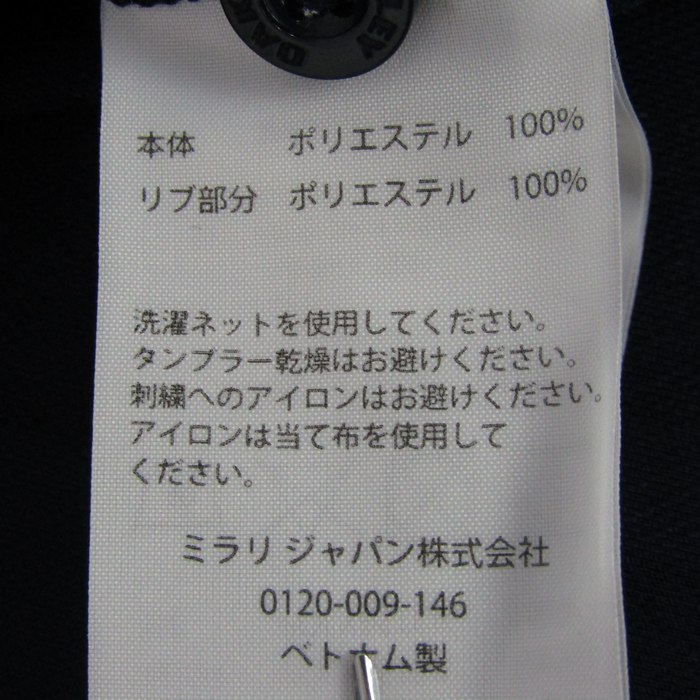 LEY
DAK
本体 ポリエステル 100%
リブ部分 ポリエステル 100%
洗濯ネットを使用してください。
タンブラー乾燥はお避けください。
刺繍へのアイロンはお避けください。
アイロンは当て布を使用して
ください。
ミラリ ジャパン株式会社
0120-009-146
ベトナム製